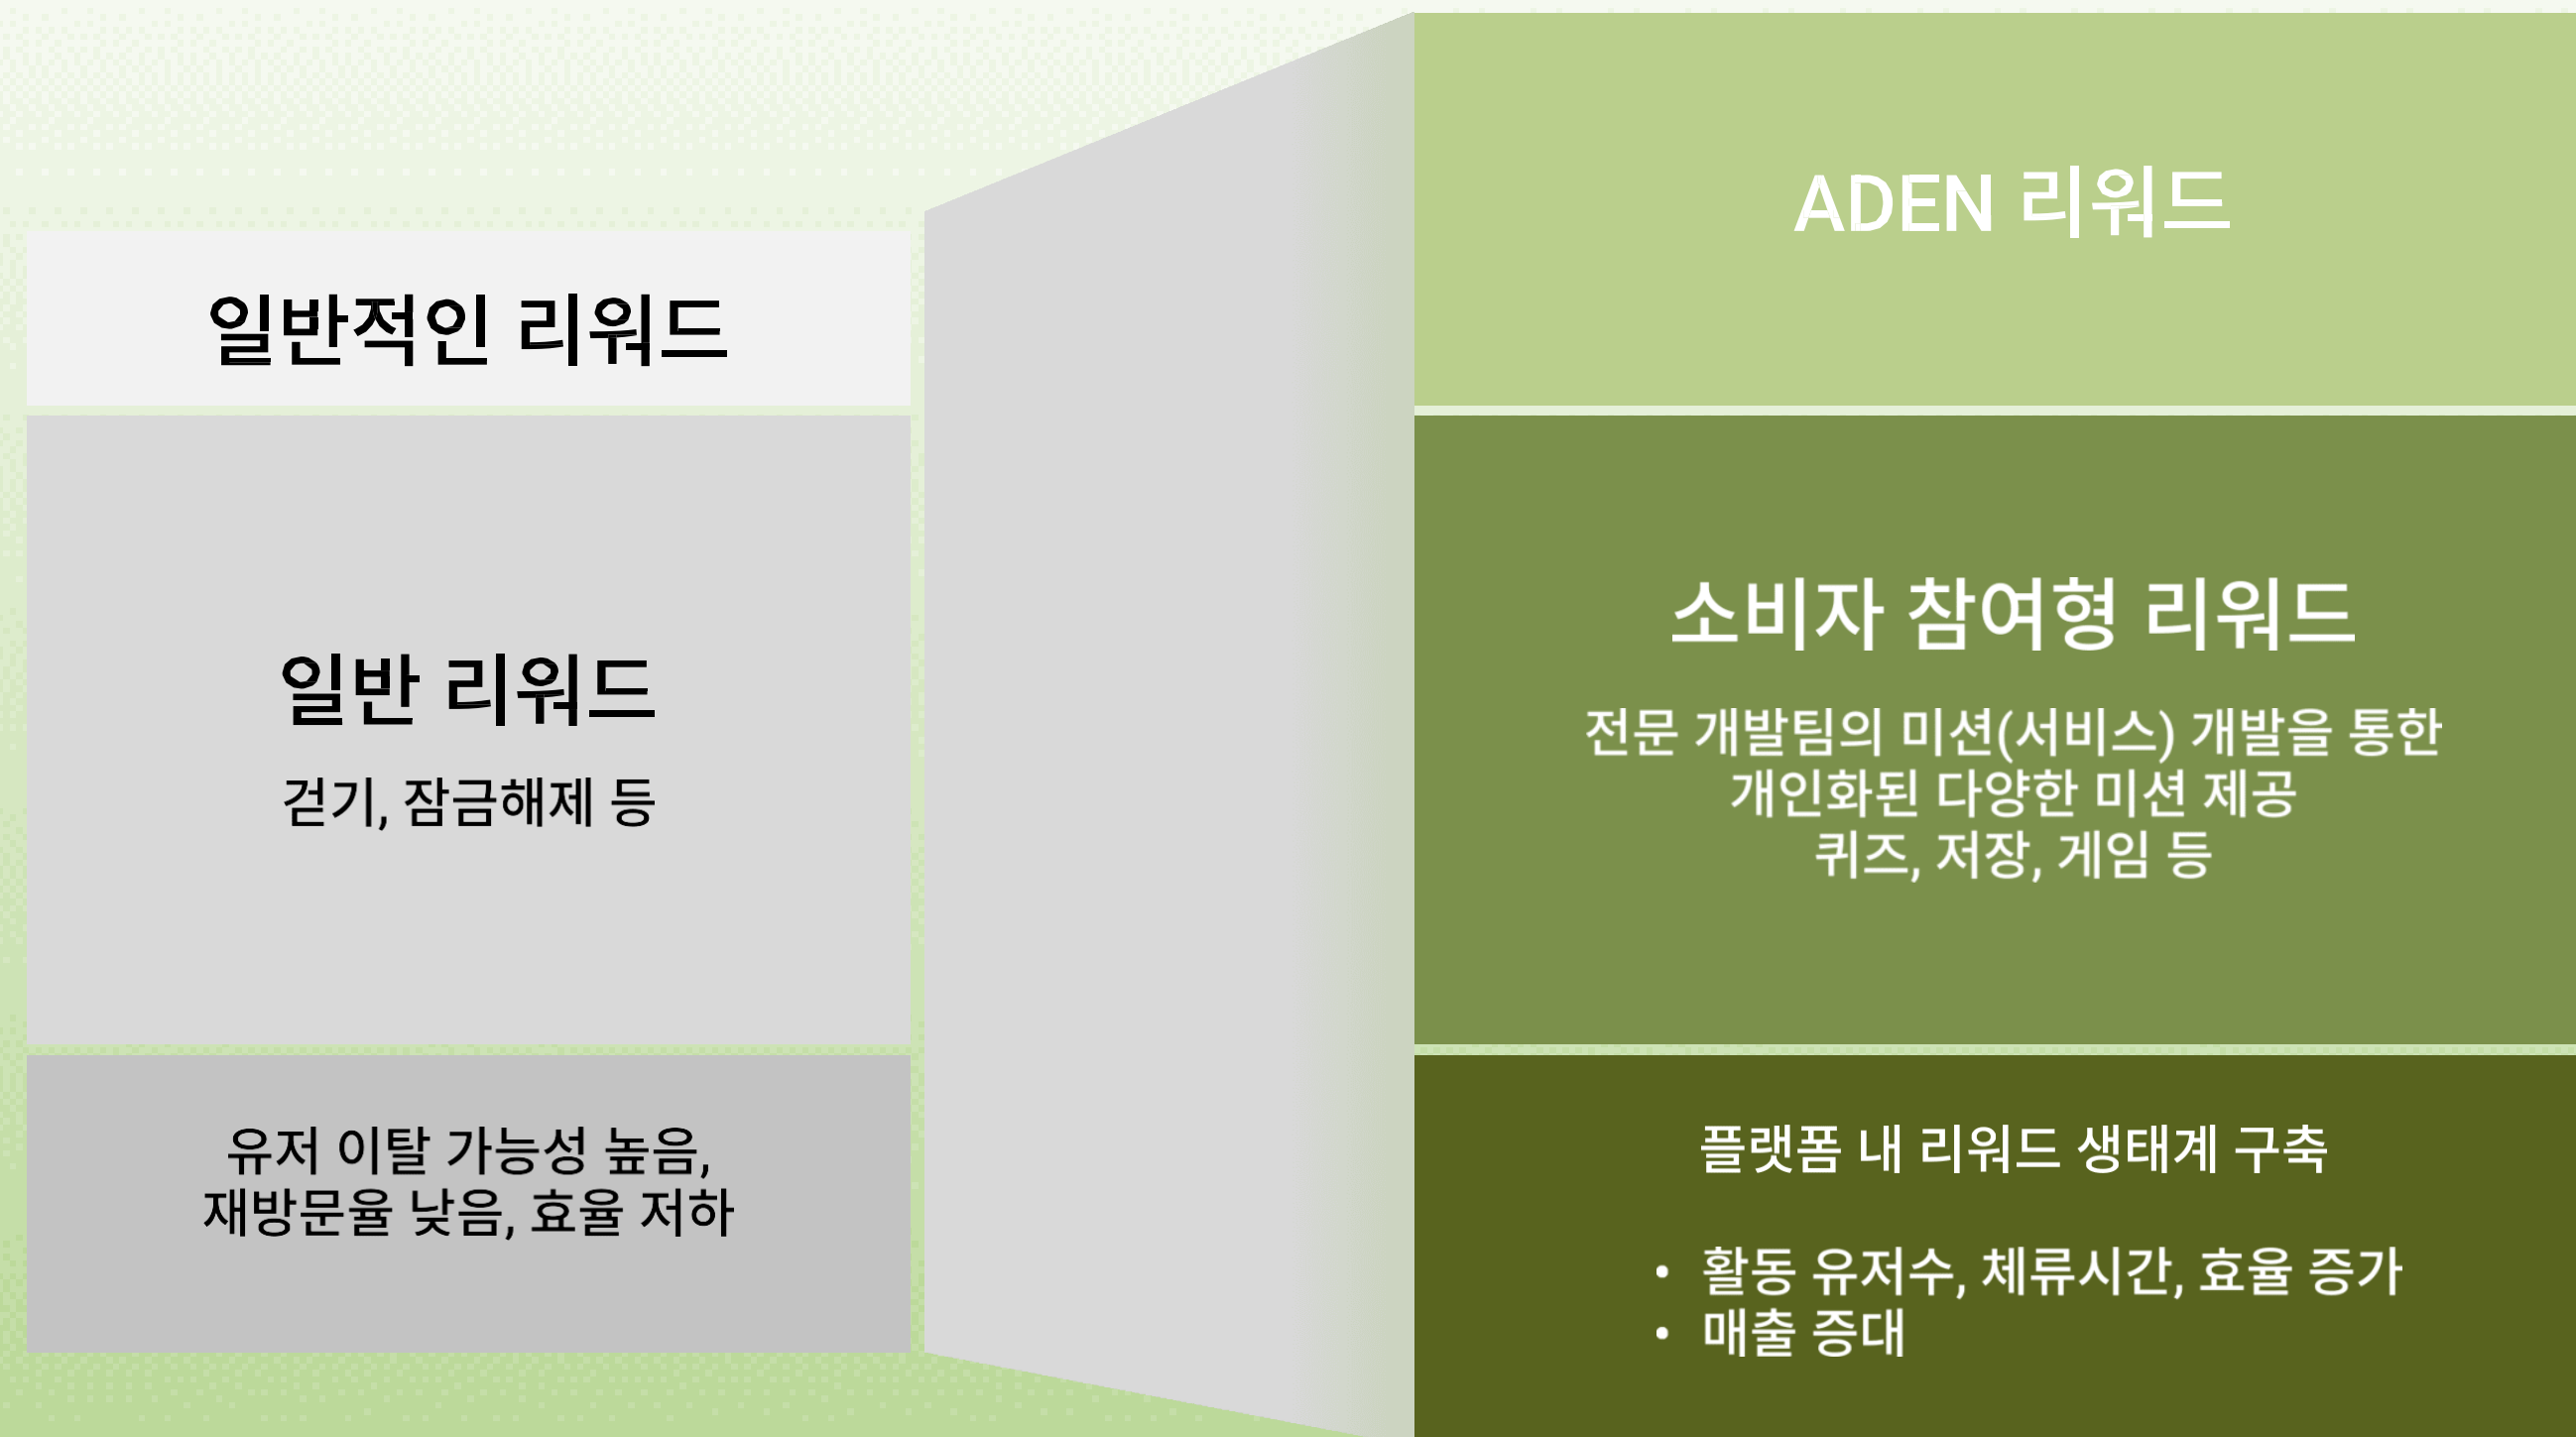 일반적인 리워드
일반 리워드
걷기, 잠금해제 등
유저 이탈 가능성 높음,
재방문율 낮음, 효율 저하
ADEN 리워드
소비자 참여형 리워드
전문 개발팀의 미션(서비스) 개발을 통한
개인화된 다양한 미션 제공
퀴즈, 저장, 게임 등
플랫폼 내 리워드 생태계 구축
• 활동 유저수, 체류시간, 효율 증가
• 매출 증대